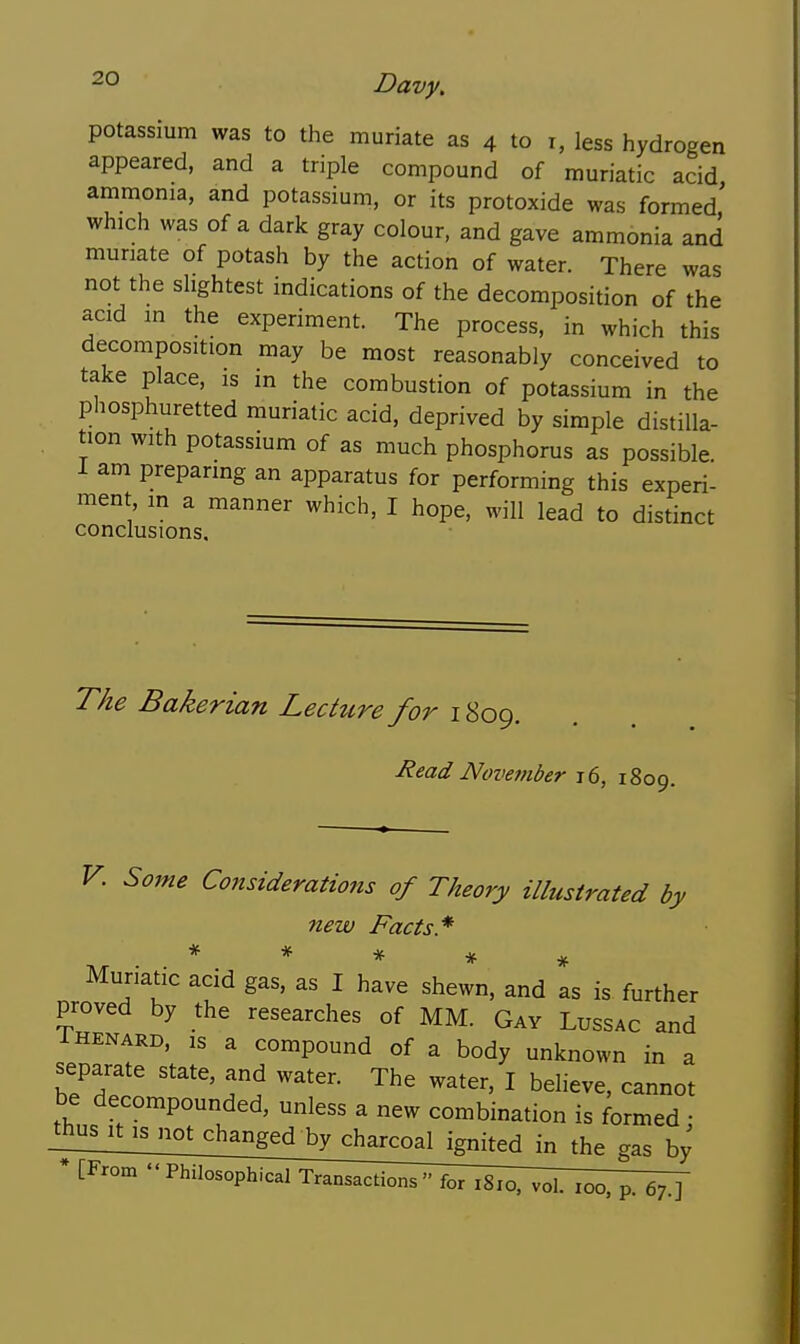 20
Davy.
potassium was to the muriate as 4 to 1, less hydrogen
appeared, and a triple compound of muriatic acid,
ammonia, and potassium, or its protoxide was formed,
which was of a dark gray colour, and gave ammonia and
muriate of potash by the action of water. There was
not the slightest indications of the decomposition of the
acid in the experiment. The process, in which this
decomposition may be most reasonably conceived to
take place, is in the combustion of potassium in the
phosphuretted muriatic acid, deprived by simple distilla-
tion with potassium of as much phosphorus as possible.
I am preparing an apparatus for performing this experi-
ment, in a manner which, I hope, will lead to distinct
conclusions.
The Bakerian Lecture for 1809. . . .
Read November 16, 1809.
V. Some Considerations of Theory illustrated by
new Facts.*
* * * * *
Muriatic acid gas, as I have shewn, and as is further
proved by the researches of MM. GAY LUSSAC and
THENARD, is a compound of a body unknown in a
separate state, and water. The water, I believe, cannot
be decompounded, unless a new combination is formed;
thus it is not changed by charcoal ignited in the gas by
* [From "Philosophical Transactions" for 1810, vol. 100, p. 67.]